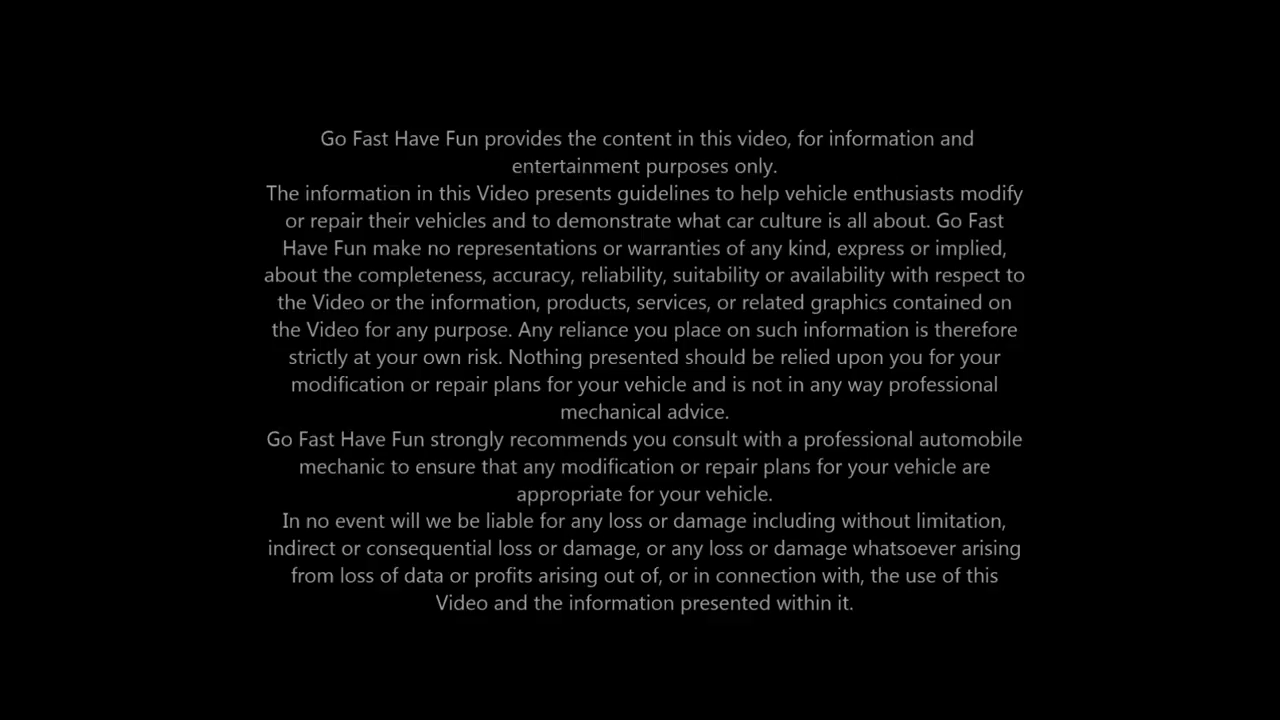 Go Fast Have Fun provides the content in this video, for information and
entertainment purposes only.
The information in this Video presents guidelines to help vehicle enthusiasts modify
or repair their vehicles and to demonstrate what car culture is all about. Go Fast
Have Fun make no representations or warranties of any kind, express or implied,
about the completeness, accuracy, reliability, suitability or availability with respect to
the Video or the information, products, services, or related graphics contained on
the Video for any purpose. Any reliance you place on such information is therefore
strictly at your own risk. Nothing presented should be relied upon you for your
modification or repair plans for your vehicle and is not in any way professional
mechanical advice.
Go Fast Have Fun strongly recommends you consult with a professional automobile
mechanic to ensure that any modification or repair plans for your vehicle are
appropriate for your vehicle.
In no event will we be liable for any loss or damage including without limitation,
indirect or consequential loss or damage, or any loss or damage whatsoever arising
from loss of data or profits arising out of, or in connection with, the use of this
Video and the information presented within it.